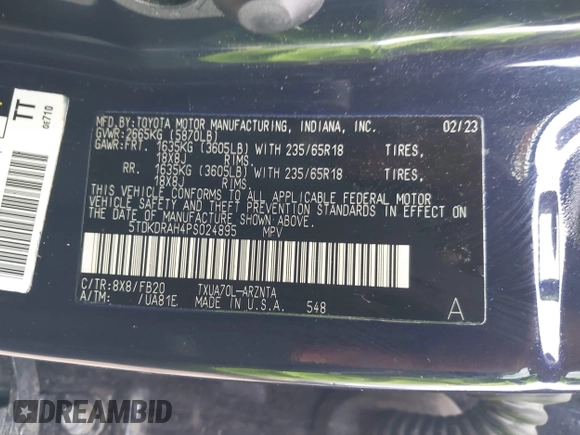 TT
0E710
MFD. BY:TOYOTA MOTOR MANUFACTURING, INDIANA, INC. 02/23
GVWR:2665KG (5870LB)
GAWR:FRT. 1635KG (3605LB) WITH 235/65R18 TIRES,
18X8J RIMS.
RR. 1635KG (3605LB) WITH 235/65R18 TIRES,
18X8J RIMS.
THIS VEHICLE CONFORMS TO ALL APPLICABLE FEDERAL MOTOR
VEHICLE SAFETY AND THEFT PREVENTION STANDARDS IN EFFECT ON
THE DATE OF MANUFACTURE SHOWN ABOVE.
5TDKDRAH4PS024895 MPV
C/TR:8X8/FB20 TXUA70L-ARZNTA
A/TM: /UA81E MADE IN U.S.A. 548
A
DREAMBID